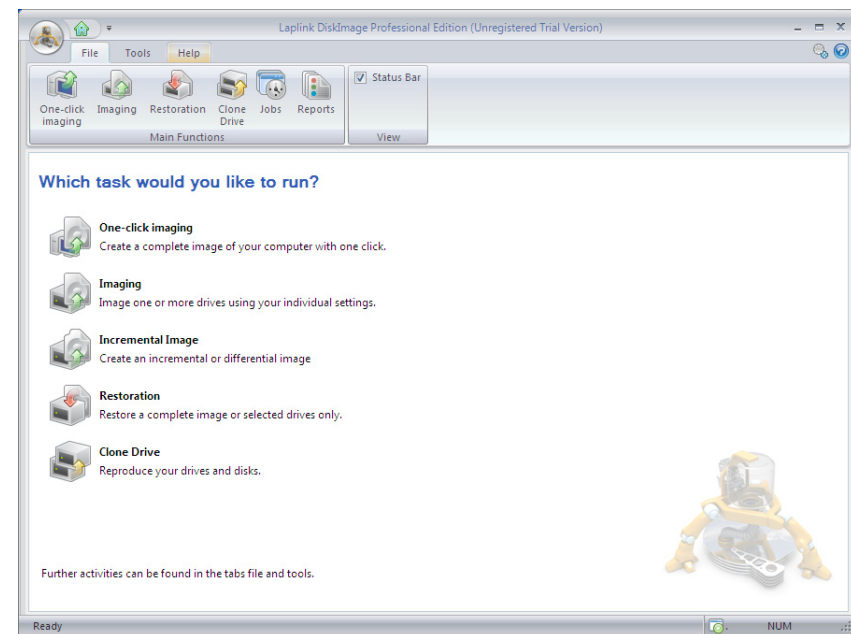 Laplink DiskImage Professional Edition (Unregistered Trial Version)
File Tools Help
One-click imaging
Imaging
Restoration
Clone Drive
Jobs
Reports
Status Bar
Main Functions
View
Which task would you like to run?
One-click imaging
Create a complete image of your computer with one click.
Imaging
Image one or more drives using your individual settings.
Incremental Image
Create an incremental or differential image
Restoration
Restore a complete image or selected drives only.
Clone Drive
Reproduce your drives and disks.
Further activities can be found in the tabs file and tools.
Ready NUM